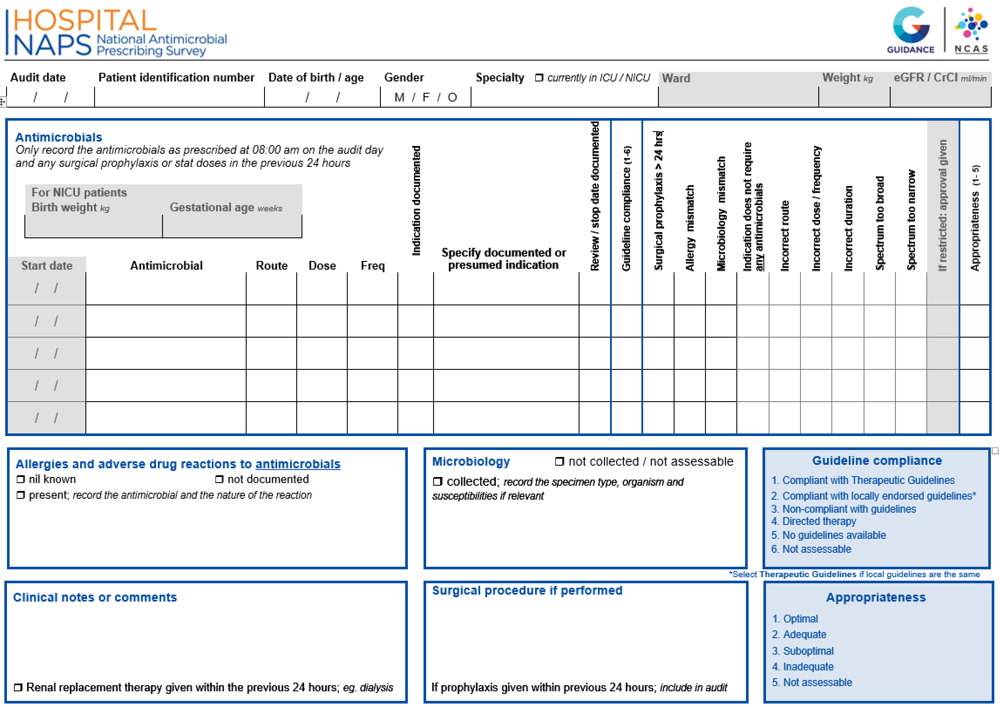 HOSPITAL
NAPS National Antimicrobial
Prescribing Survey
GUIDANCE
NCAS
Audit date Patient identification number Date of birth / age Gender Specialty ☐ currently in ICU / NICU Ward Weight kg eGFR / CrCl ml/min
/ / / / M / F / O
Antimicrobials
Only record the antimicrobials as prescribed at 08:00 am on the audit day
and any surgical prophylaxis or stat doses in the previous 24 hours
For NICU patients
Birth weight kg Gestational age weeks
Start date Antimicrobial Route Dose Freq
Indication documented
Specify documented or
presumed indication
Review / stop date documented
Guideline compliance (1-6)
Surgical prophylaxis > 24 hrs
Allergy mismatch
Microbiology mismatch
Indication does not require
any antimicrobials
Incorrect route
Incorrect dose / frequency
Incorrect duration
Spectrum too broad
Spectrum too narrow
If restricted: approval given
Appropriateness (1- 5)
/ /
/ /
/ /
/ /
/ /
Allergies and adverse drug reactions to antimicrobials
☐ nil known ☐ not documented
☐ present; record the antimicrobial and the nature of the reaction
Microbiology ☐ not collected / not assessable
☐ collected; record the specimen type, organism and
susceptibilities if relevant
Guideline compliance
1. Compliant with Therapeutic Guidelines
2. Compliant with locally endorsed guidelines*
3. Non-compliant with guidelines
4. Directed therapy
5. No guidelines available
6. Not assessable
*Select Therapeutic Guidelines if local guidelines are the same
Clinical notes or comments
☐ Renal replacement therapy given within the previous 24 hours; eg. dialysis
Surgical procedure if performed
If prophylaxis given within previous 24 hours; include in audit
Appropriateness
1. Optimal
2. Adequate
3. Suboptimal
4. Inadequate
5. Not assessable